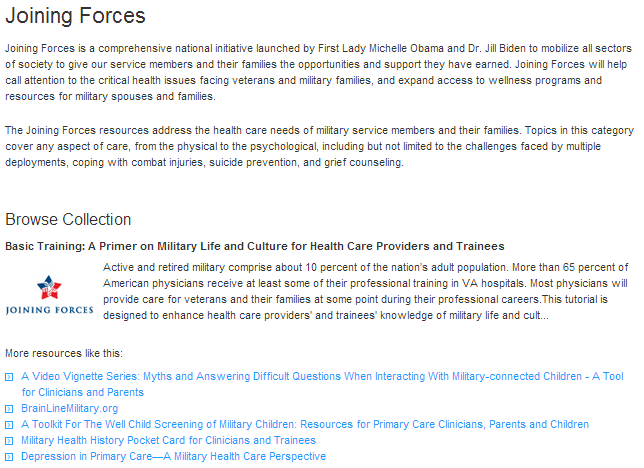 Joining Forces
Joining Forces is a comprehensive national initiative launched by First Lady Michelle Obama and Dr. Jill Biden to mobilize all sectors
of society to give our service members and their families the opportunities and support they have earned. Joining Forces will help
call attention to the critical health issues facing veterans and military families, and expand access to wellness programs and
resources for military spouses and families.
The Joining Forces resources address the health care needs of military service members and their families. Topics in this category
cover any aspect of care, from the physical to the psychological, including but not limited to the challenges faced by multiple
deployments, coping with combat injuries, suicide prevention, and grief counseling.
Browse Collection
Basic Training: A Primer on Military Life and Culture for Health Care Providers and Trainees
JOINING FORCES
Active and retired military comprise about 10 percent of the nation's adult population. More than 65 percent of
American physicians receive at least some of their professional training in VA hospitals. Most physicians will
provide care for veterans and their families at some point during their professional careers.This tutorial is
designed to enhance health care providers' and trainees' knowledge of military life and cult...
More resources like this:
A Video Vignette Series: Myths and Answering Difficult Questions When Interacting With Military-connected Children - A Tool
for Clinicians and Parents
BrainLineMilitary.org
A Toolkit For The Well Child Screening of Military Children: Resources for Primary Care Clinicians, Parents and Children
Military Health History Pocket Card for Clinicians and Trainees
Depression in Primary Care—A Military Health Care Perspective